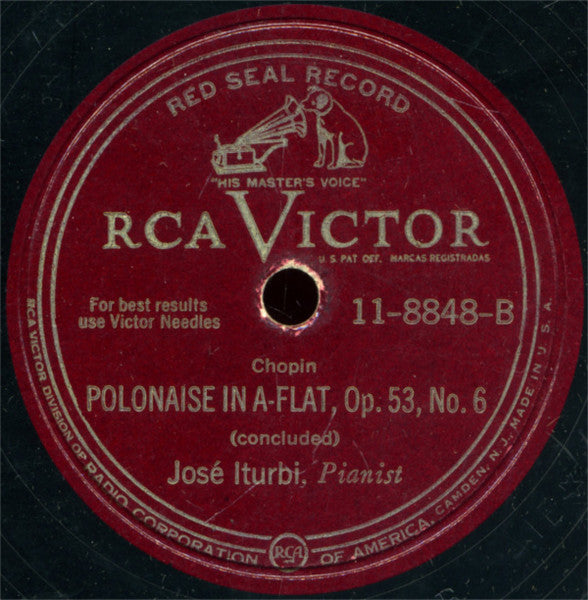 RED SEAL RECORD
"HIS MASTER'S VOICE"
RCA VICTOR
U.S. PAT OFF. MARCAS REGISTRADAS
For best results
use Victor Needles
11-8848-B
Chopin
POLONAISE IN A-FLAT, Op. 53, No. 6
(concluded)
José Iturbi, Pianist
RCA VICTOR DIVISION OF RADIO CORPORATION OF AMERICA, CAMDEN, N.J., MADE IN U.S.A.
RCA